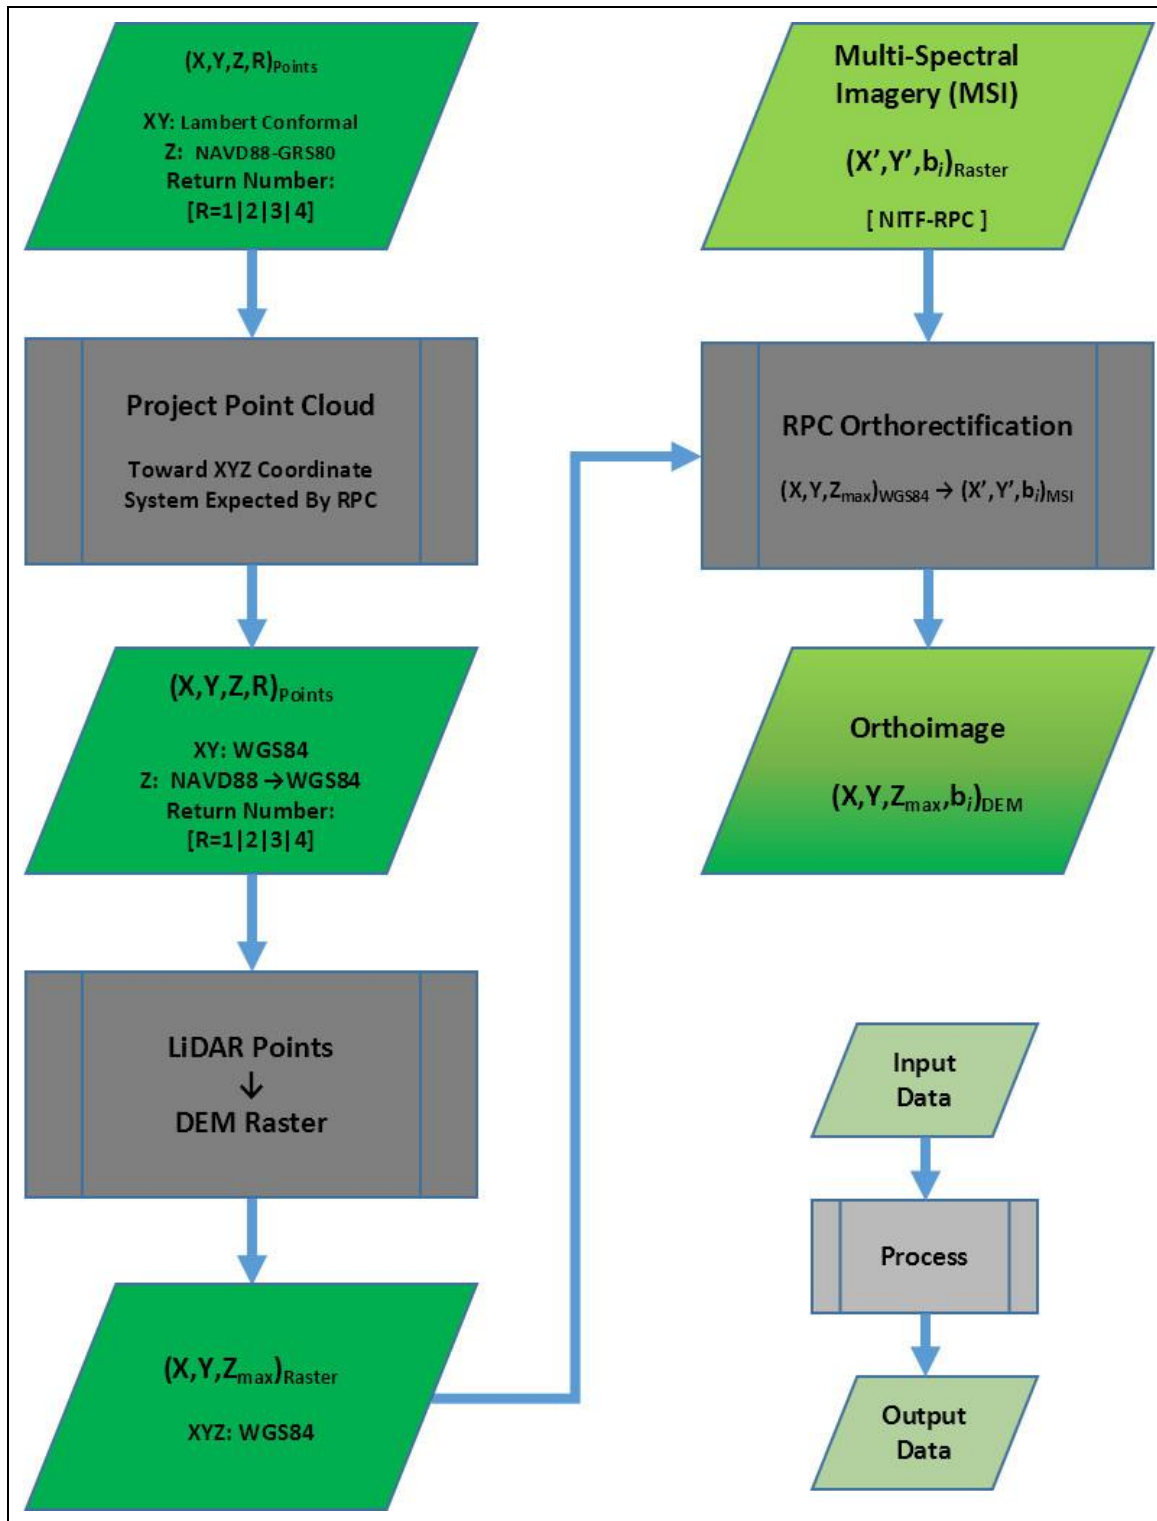 (X,Y,Z,R)Points
XY: Lambert Conformal
Z: NAVD88-GRS80
Return Number:
[R=1|2|3|4]
Project Point Cloud
Toward XYZ Coordinate
System Expected By RPC
(X,Y,Z,R)Points
XY: WGS84
Z: NAVD88 →WGS84
Return Number:
[R=1|2|3|4]
LiDAR Points
↓
DEM Raster
(X,Y,Zmax)Raster
XYZ: WGS84
Multi-Spectral
Imagery (MSI)
(X’,Y’,bi)Raster
[ NITF-RPC ]
RPC Orthorectification
(X,Y,Zmax)WGS84 → (X’,Y’,bi)MSI
Orthoimage
(X,Y,Zmax,bi)DEM
Input
Data
Process
Output
Data